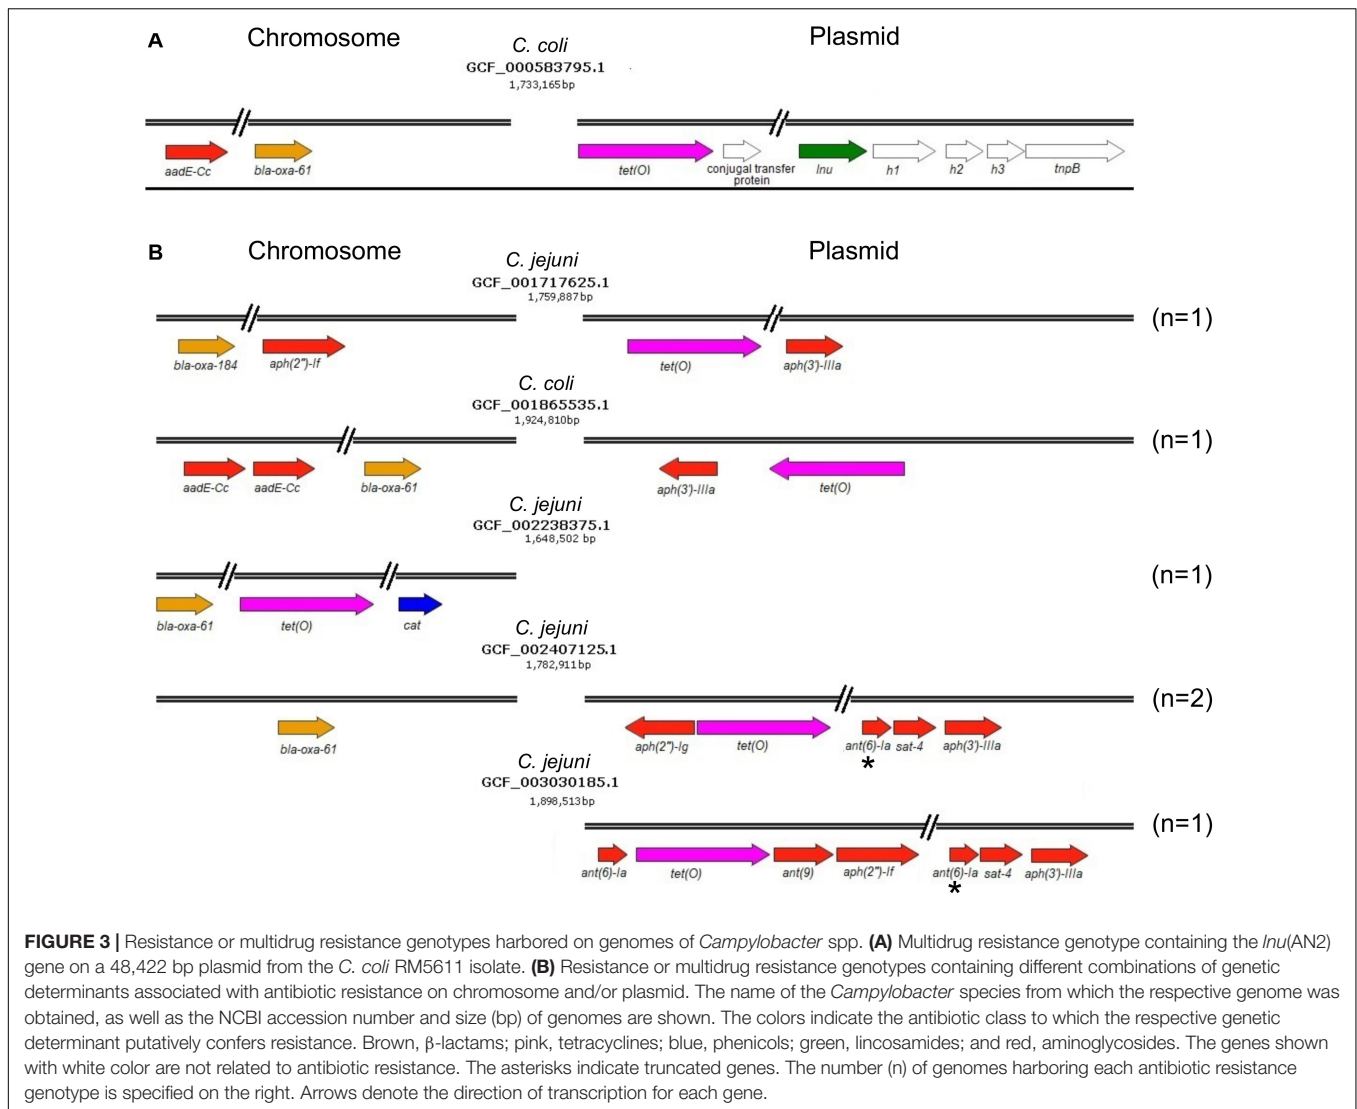 A Chromosome Plasmid
C. coli
GCF_000583795.1
1,733,165bp
aadE-Cc bla-oxa-61 tet(O) conjugal transfer protein lnu h1 h2 h3 tnpB
B Chromosome Plasmid
C. jejuni
GCF_001717625.1
1,759,887bp
(n=1)
bla-oxa-184 aph(2")-If tet(O) aph(3')-IIIa
C. coli
GCF_001865535.1
1,924,810bp
(n=1)
aadE-Cc aadE-Cc bla-oxa-61 aph(3')-IIIa tet(O)
C. jejuni
GCF_002238375.1
1,648,502 bp
(n=1)
bla-oxa-61 tet(O) cat
C. jejuni
GCF_002407125.1
1,782,911bp
(n=2)
bla-oxa-61 aph(2")-Ig tet(O) ant(6)-Ia sat-4 aph(3')-IIIa
*
C. jejuni
GCF_003030185.1
1,898,513bp
(n=1)
ant(6)-Ia tet(O) ant(9) aph(2")-If ant(6)-Ia sat-4 aph(3')-IIIa
*
FIGURE 3 | Resistance or multidrug resistance genotypes harbored on genomes of Campylobacter spp. (A) Multidrug resistance genotype containing the lnu(AN2)
gene on a 48,422 bp plasmid from the C. coli RM5611 isolate. (B) Resistance or multidrug resistance genotypes containing different combinations of genetic
determinants associated with antibiotic resistance on chromosome and/or plasmid. The name of the Campylobacter species from which the respective genome was
obtained, as well as the NCBI accession number and size (bp) of genomes are shown. The colors indicate the antibiotic class to which the respective genetic
determinant putatively confers resistance. Brown, β-lactams; pink, tetracyclines; blue, phenicols; green, lincosamides; and red, aminoglycosides. The genes shown
with white color are not related to antibiotic resistance. The asterisks indicate truncated genes. The number (n) of genomes harboring each antibiotic resistance
genotype is specified on the right. Arrows denote the direction of transcription for each gene.